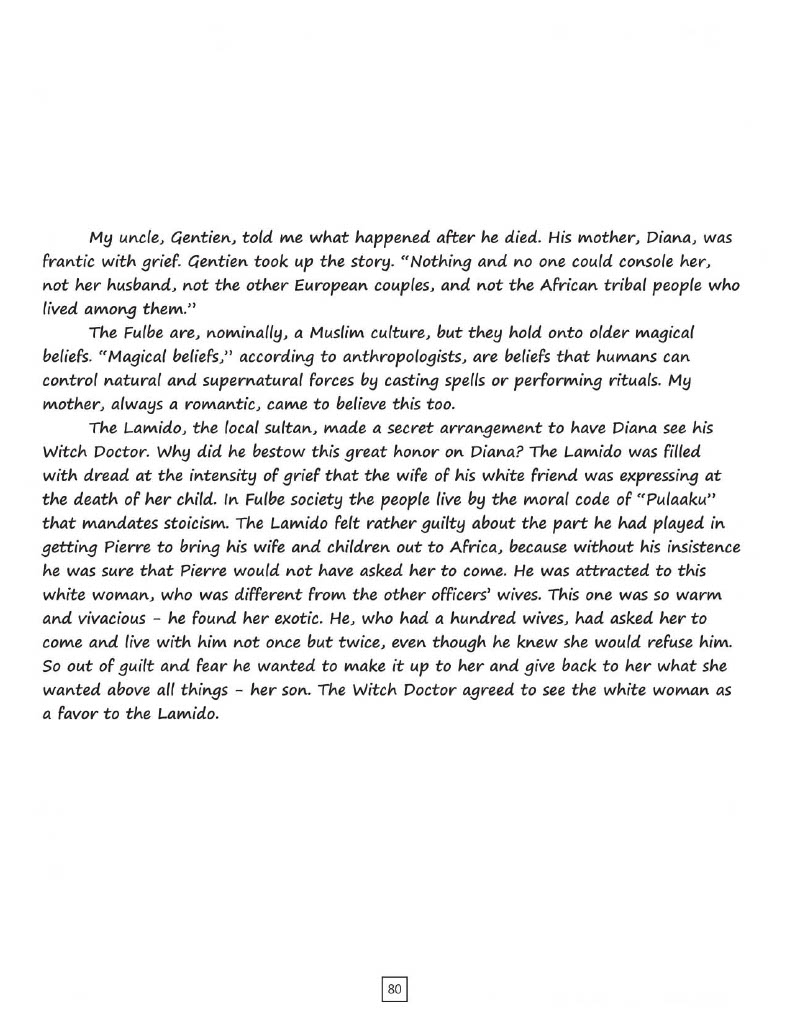 My uncle, Gentien, told me what happened after he died. His mother, Diana, was
frantic with grief. Gentien took up the story. “Nothing and no one could console her,
not her husband, not the other European couples, and not the African tribal people who
lived among them.”
The Fulbe are, nominally, a Muslim culture, but they hold onto older magical
beliefs. “Magical beliefs,” according to anthropologists, are beliefs that humans can
control natural and supernatural forces by casting spells or performing rituals. My
mother, always a romantic, came to believe this too.
The Lamido, the local sultan, made a secret arrangement to have Diana see his
Witch Doctor. Why did he bestow this great honor on Diana? The Lamido was filled
with dread at the intensity of grief that the wife of his white friend was expressing at
the death of her child. In Fulbe society the people live by the moral code of “Pulaaku”
that mandates stoicism. The Lamido felt rather guilty about the part he had played in
getting Pierre to bring his wife and children out to Africa, because without his insistence
he was sure that Pierre would not have asked her to come. He was attracted to this
white woman, who was different from the other officers’ wives. This one was so warm
and vivacious – he found her exotic. He, who had a hundred wives, had asked her to
come and live with him not once but twice, even though he knew she would refuse him.
So out of guilt and fear he wanted to make it up to her and give back to her what she
wanted above all things – her son. The Witch Doctor agreed to see the white woman as
a favor to the Lamido.
80